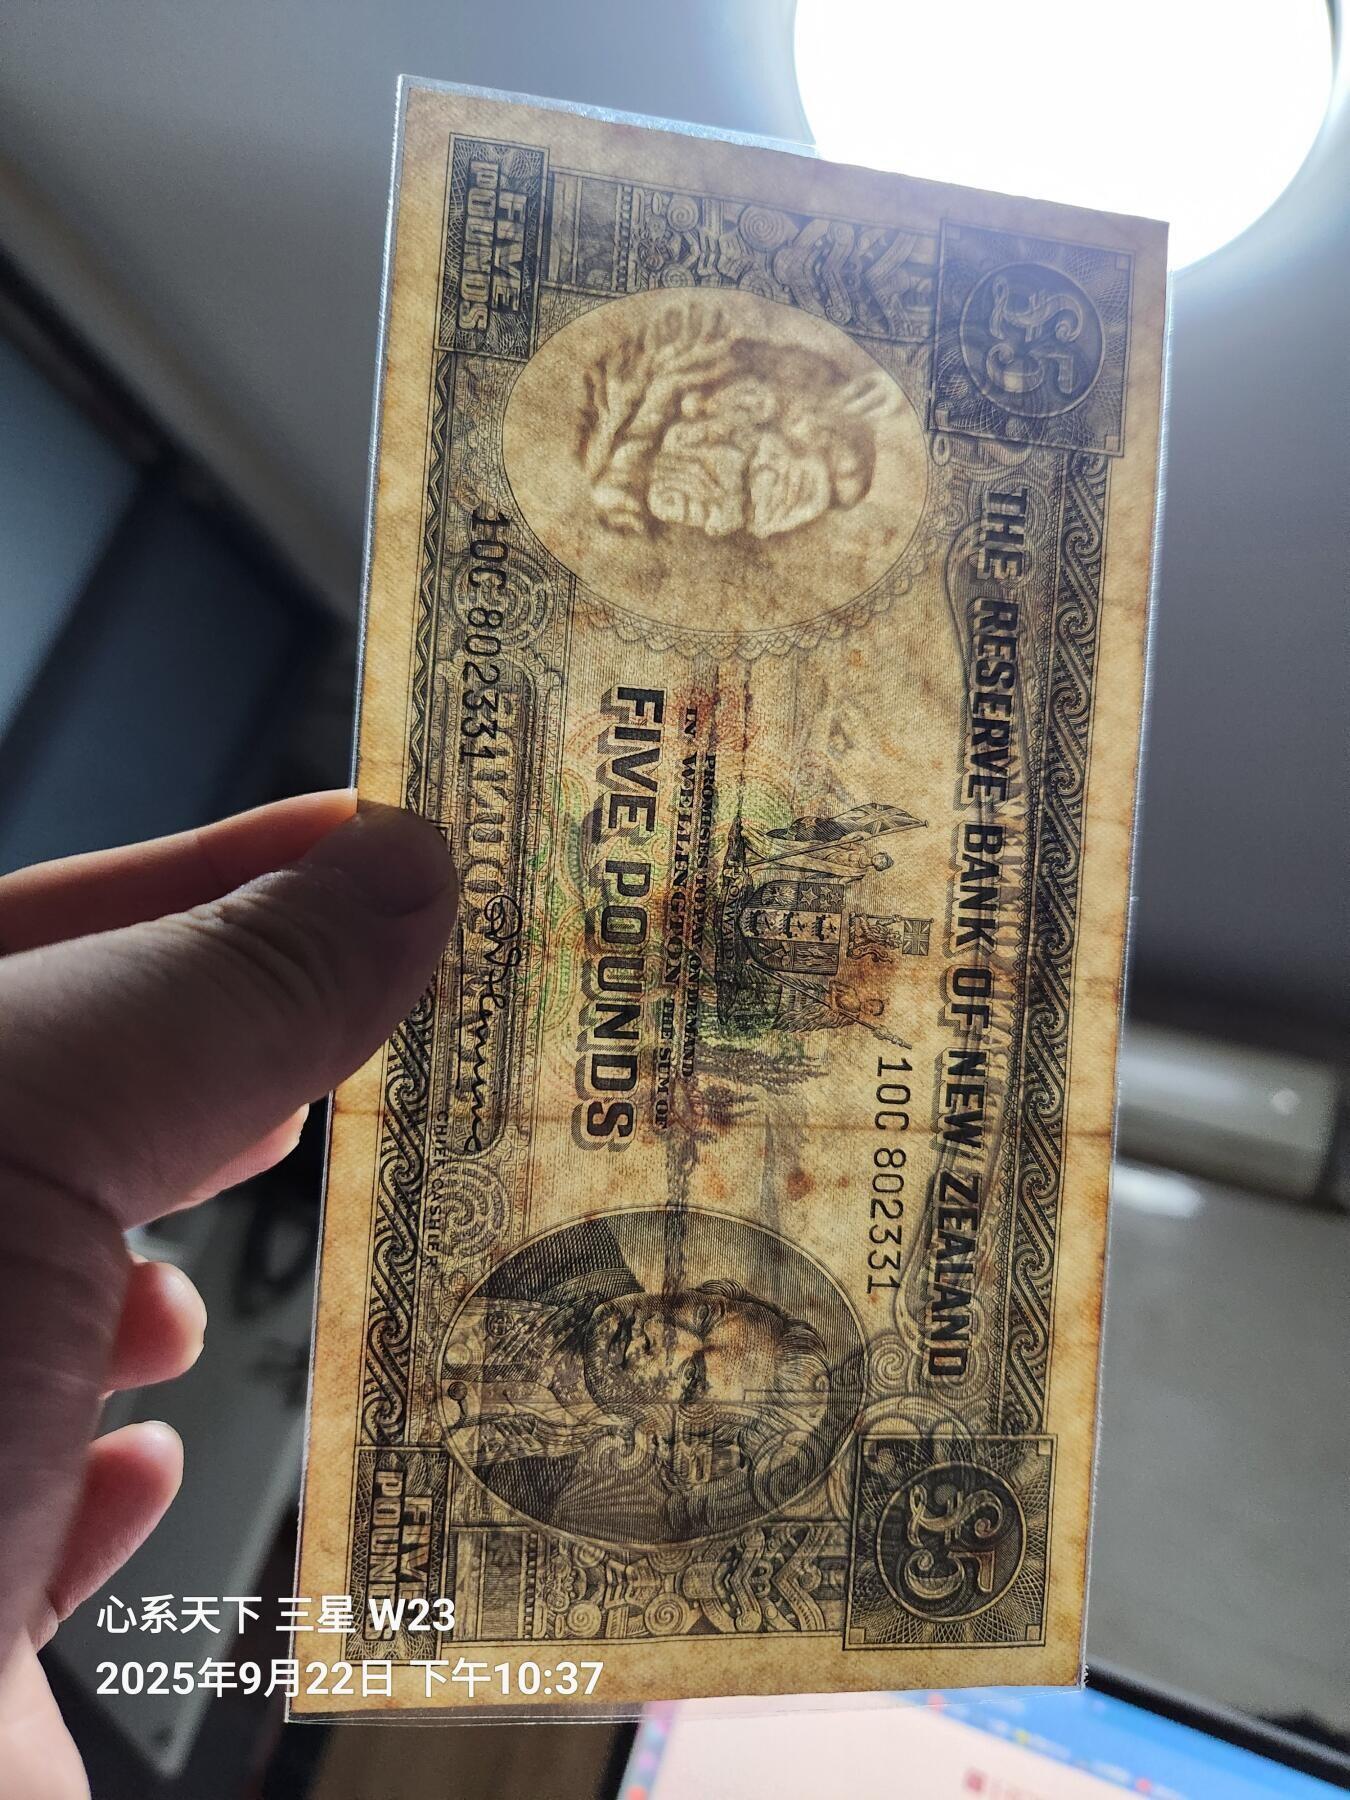 THE RESERVE BANK OF NEW ZEALAND
£5
£5
10C 802331
PROMISES TO PAY ON DEMAND
IN WELLINGTON THE SUM OF
FIVE POUNDS
10C 802331
CHIEF CASHIER
FIVE
POUNDS
FIVE
POUNDS
心系天下 三星 W23
2025年9月22日 下午10:37